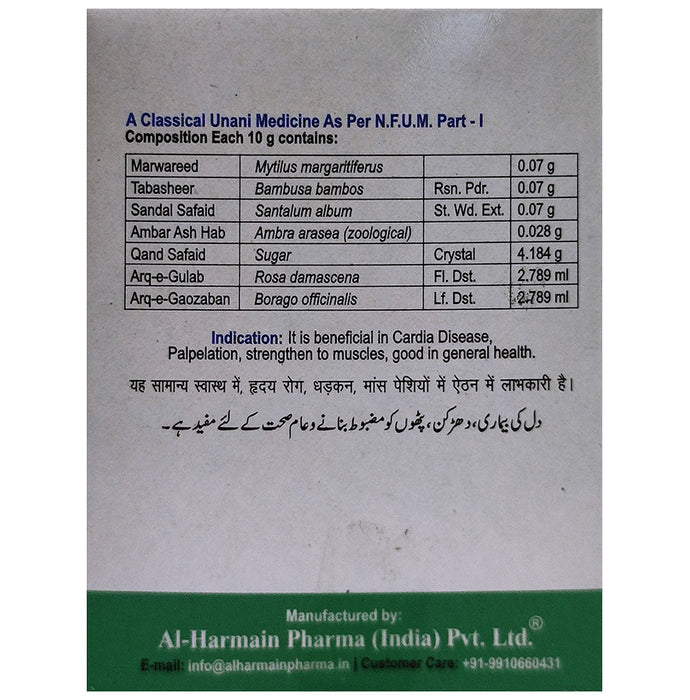 A Classical Unani Medicine As Per N.F.U.M. Part - I
Composition Each 10 g contains:
Marwareed Mytilus margaritiferus 0.07 g
Tabasheer Bambusa bambos Rsn. Pdr. 0.07 g
Sandal Safaid Santalum album St. Wd. Ext. 0.07 g
Ambar Ash Hab Ambra arasea (zoological) 0.028 g
Qand Safaid Sugar Crystal 4.184 g
Arq-e-Gulab Rosa damascena Fl. Dst. 2.789 ml
Arq-e-Gaozaban Borago officinalis Lf. Dst. 2.789 ml
Indication: It is beneficial in Cardia Disease,
Palpelation, strengthen to muscles, good in general health.
यह सामान्य स्वास्थ में, हृदय रोग, धड़कन, मांस पेशियों में ऐठन में लाभकारी है।
دل کی بیماری، دھڑکن، پٹھوں کو مضبوط بنانے و عام صحت کے لئے مفید ہے۔
Manufactured by:
Al-Harmain Pharma (India) Pvt. Ltd.®
E-mail: info@alharmainpharma.in | Customer Care: +91-9910660431